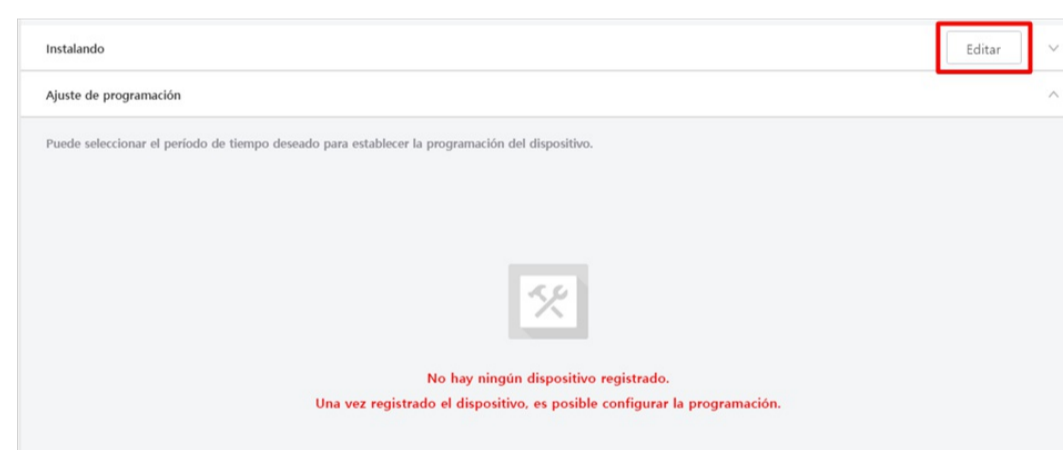 Instalando
Editar
Ajuste de programación
Puede seleccionar el período de tiempo deseado para establecer la programación del dispositivo.
No hay ningún dispositivo registrado.
Una vez registrado el dispositivo, es posible configurar la programación.